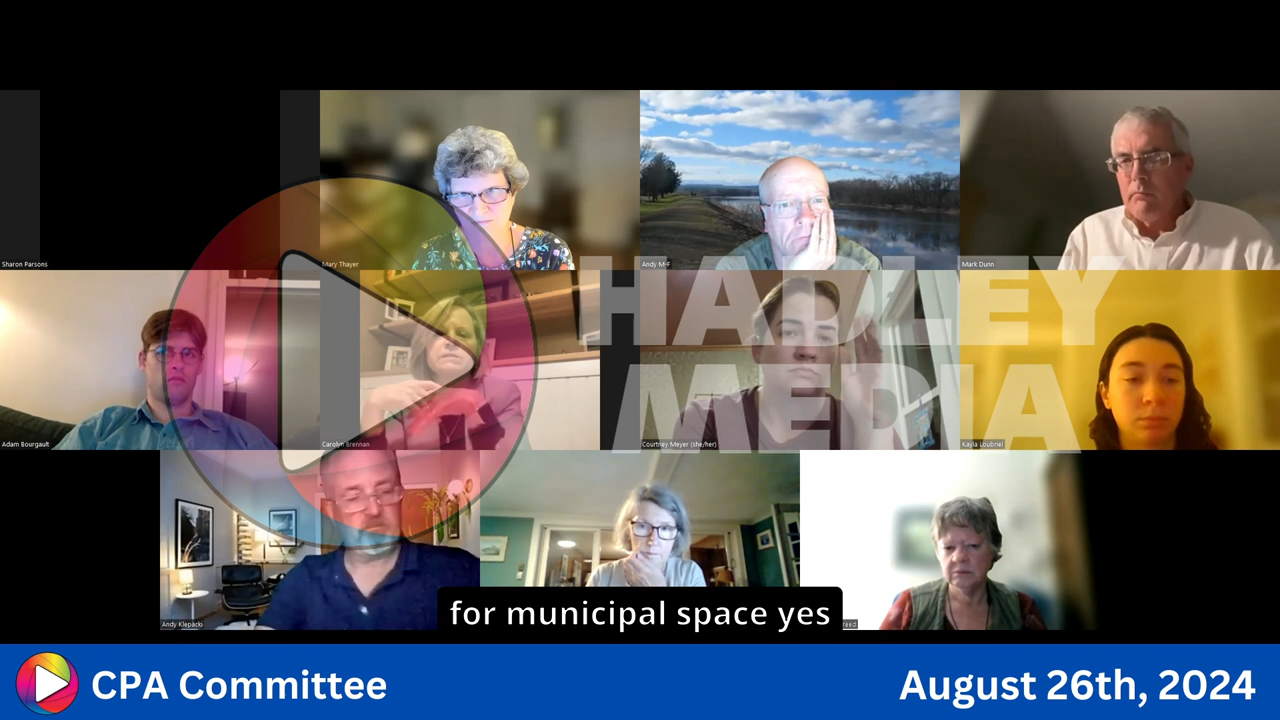 Sharon Parsons
Mary Thayer
Andy M-F
Mark Dunn
HADLEY
MEDIA
Adam Bourgault
Carolyn Brennan
Courtney Meyer (she/her)
Kayla Loubriel
Andy Klepacki
for municipal space yes
CPA Committee
August 26th, 2024